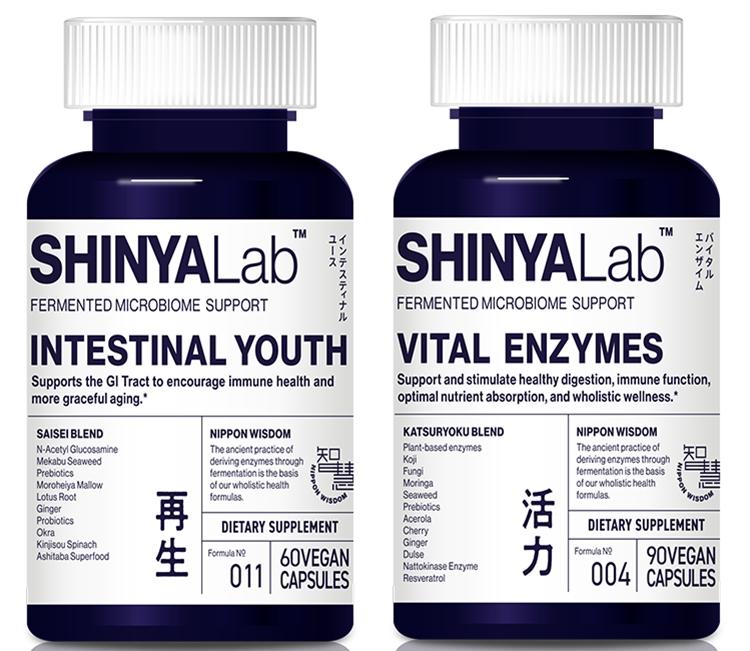 SHINYALab™
インテスティナル
ユース
FERMENTED MICROBIOME SUPPORT
INTESTINAL YOUTH
Supports the GI Tract to encourage immune health and
more graceful aging.*
SAISEI BLEND
N-Acetyl Glucosamine
Mekabu Seaweed
Prebiotics
Moroheiya Mallow
Lotus Root
Ginger
Probiotics
Okra
Kinjisou Spinach
Ashitaba Superfood
再生
NIPPON WISDOM
The ancient practice of
deriving enzymes through
fermentation is the basis
of our wholistic health
formulas.
知慧
NIPPON WISDOM
DIETARY SUPPLEMENT
Formula Nº
011
60VEGAN
CAPSULES
SHINYALab™
バイタル
エンザイム
FERMENTED MICROBIOME SUPPORT
VITAL ENZYMES
Support and stimulate healthy digestion, immune function,
optimal nutrient absorption, and wholistic wellness.*
KATSURYOKU BLEND
Plant-based enzymes
Koji
Fungi
Moringa
Seaweed
Prebiotics
Acerola
Cherry
Ginger
Dulse
Nattokinase Enzyme
Resveratrol
活力
NIPPON WISDOM
The ancient practice of
deriving enzymes through
fermentation is the basis
of our wholistic health
formulas.
知慧
NIPPON WISDOM
DIETARY SUPPLEMENT
Formula Nº
004
90VEGAN
CAPSULES